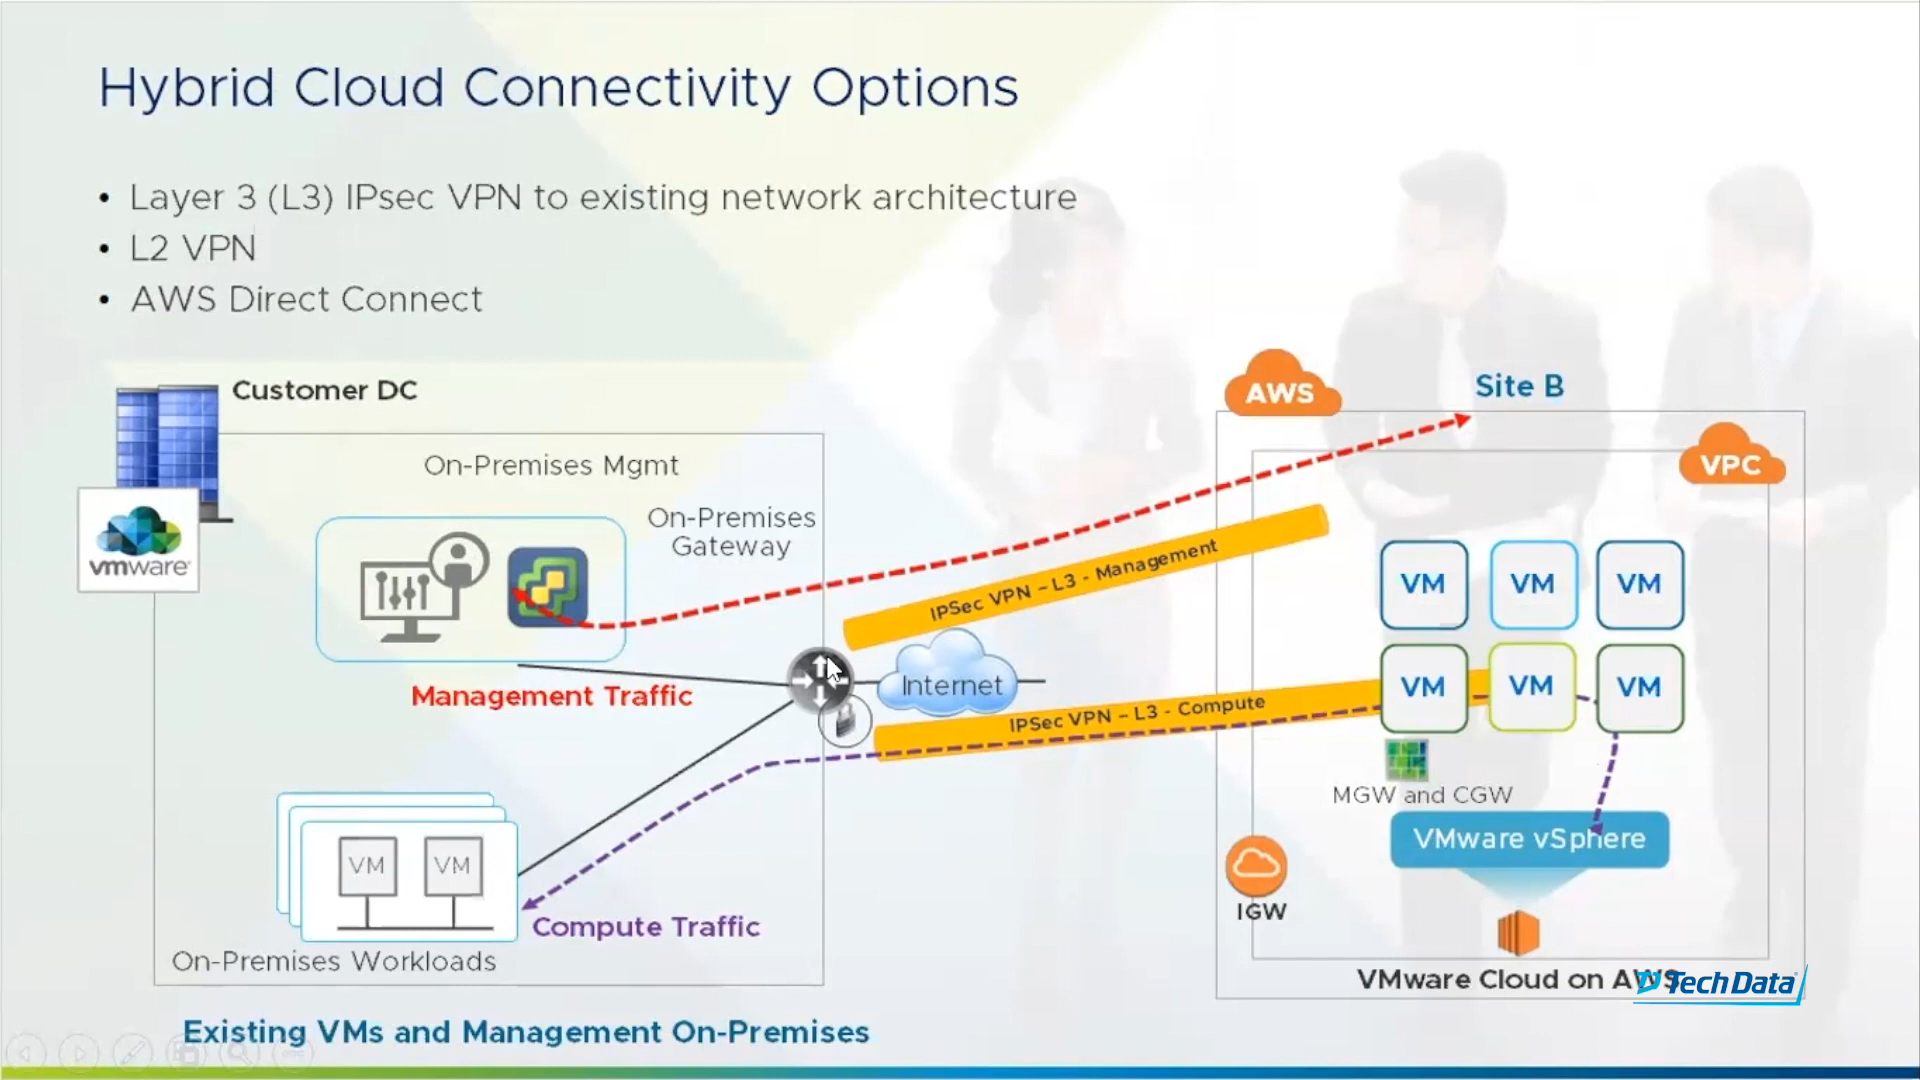 Hybrid Cloud Connectivity Options
• Layer 3 (L3) IPsec VPN to existing network architecture
• L2 VPN
• AWS Direct Connect
Customer DC
AWS
Site B
On-Premises Mgmt
VPC
On-Premises
Gateway
vmware
IPSec VPN – L3 - Management
VM VM VM
Management Traffic
Internet
VM VM VM
IPSec VPN – L3 - Compute
MGW and CGW
VMware vSphere
VM VM
IGW
Compute Traffic
On-Premises Workloads
VMware Cloud on AWS
Tech Data
Existing VMs and Management On-Premises